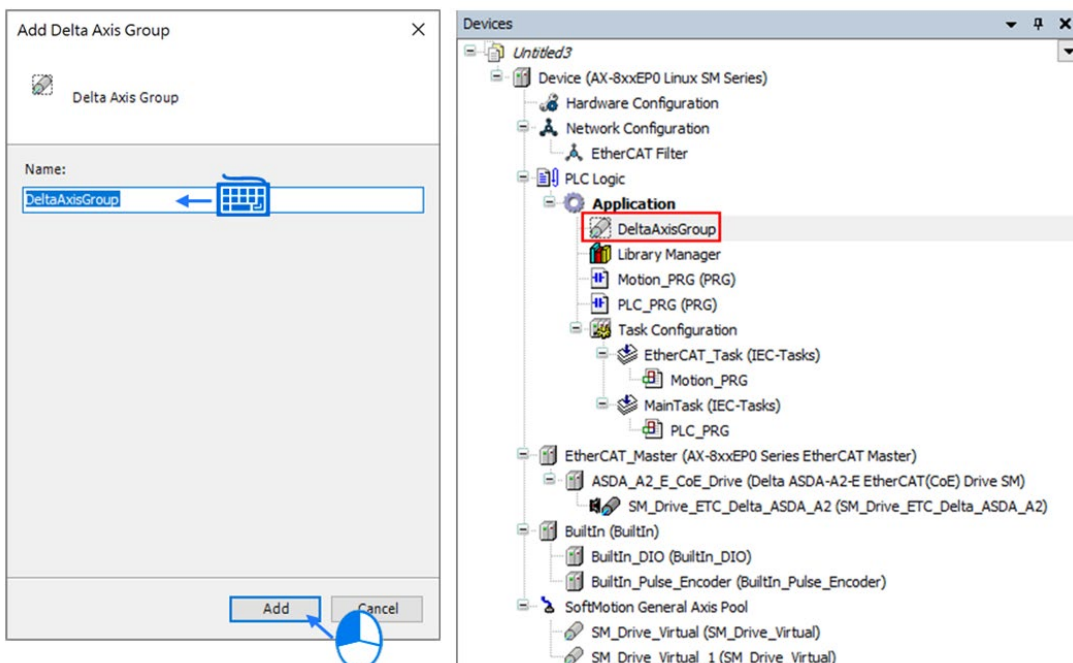 Add Delta Axis Group
Delta Axis Group
Name:
DeltaAxisGroup
Add
Cancel
Devices
Untitled3
Device (AX-8xxEP0 Linux SM Series)
Hardware Configuration
Network Configuration
EtherCAT Filter
PLC Logic
Application
DeltaAxisGroup
Library Manager
Motion_PRG (PRG)
PLC_PRG (PRG)
Task Configuration
EtherCAT_Task (IEC-Tasks)
Motion_PRG
MainTask (IEC-Tasks)
PLC_PRG
EtherCAT_Master (AX-8xxEP0 Series EtherCAT Master)
ASDA_A2_E_CoE_Drive (Delta ASDA-A2-E EtherCAT(CoE) Drive SM)
SM_Drive_ETC_Delta_ASDA_A2 (SM_Drive_ETC_Delta_ASDA_A2)
BuiltIn (BuiltIn)
BuiltIn_DIO (BuiltIn_DIO)
BuiltIn_Pulse_Encoder (BuiltIn_Pulse_Encoder)
SoftMotion General Axis Pool
SM_Drive_Virtual (SM_Drive_Virtual)
SM_Drive_Virtual_1 (SM_Drive_Virtual)